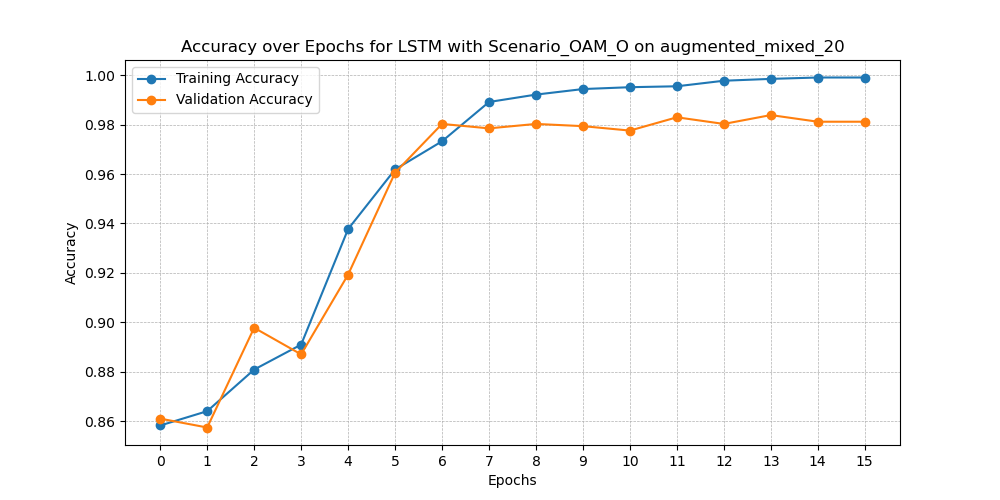 Accuracy over Epochs for LSTM with Scenario_OAM_O on augmented_mixed_20
Training Accuracy
Validation Accuracy
Accuracy
1.00
0.98
0.96
0.94
0.92
0.90
0.88
0.86
0 1 2 3 4 5 6 7 8 9 10 11 12 13 14 15
Epochs